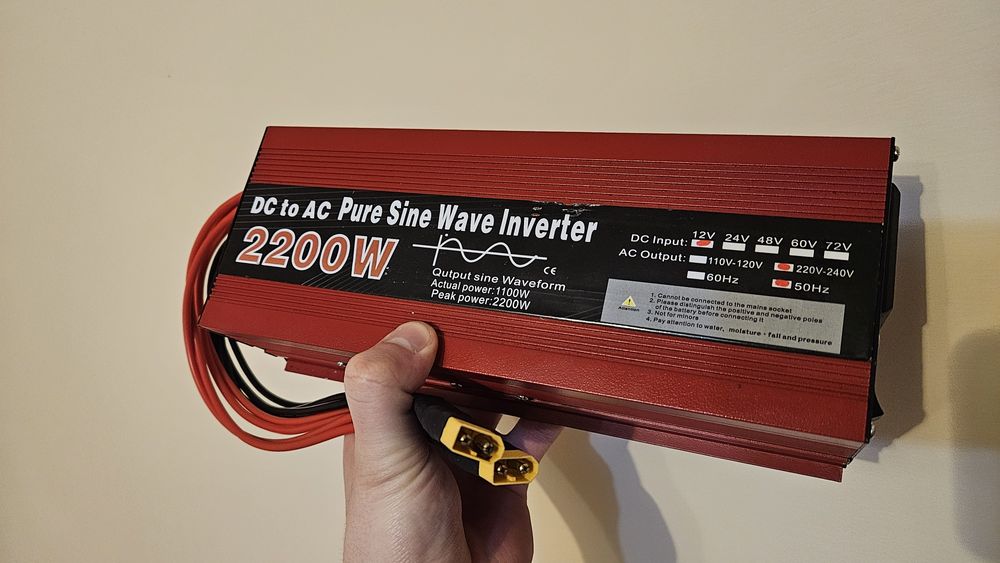 DC to AC Pure Sine Wave Inverter
2200W
CE
Qutput sine Waveform
Actual power:1100W
Peak power:2200W
12V 24V 48V 60V 72V
DC Input:
AC Output: 110V-120V 220V-240V
60Hz 50Hz
Attention
1. Cannot be connected to the mains socket
2. Please distinguish the positive and negative poles
of the battery before connecting it
3. Not for minors
4. Pay attention to water, moisture - fall and pressure